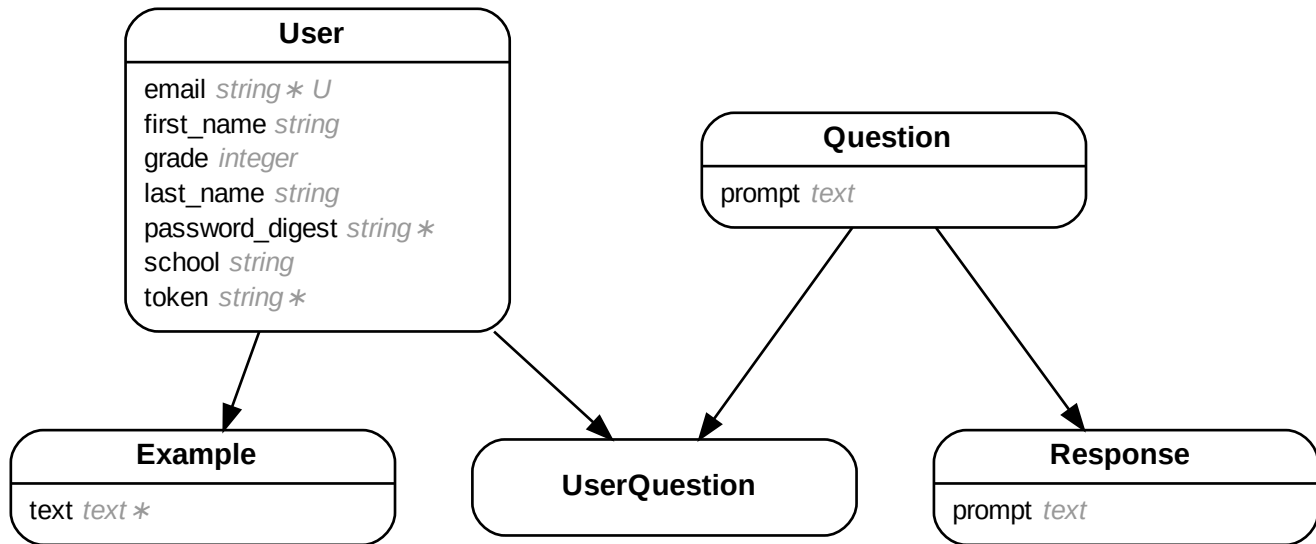 User
email string∗ U
first_name string
grade integer
last_name string
password_digest string∗
school string
token string∗
Question
prompt text
Example
text text∗
UserQuestion
Response
prompt text